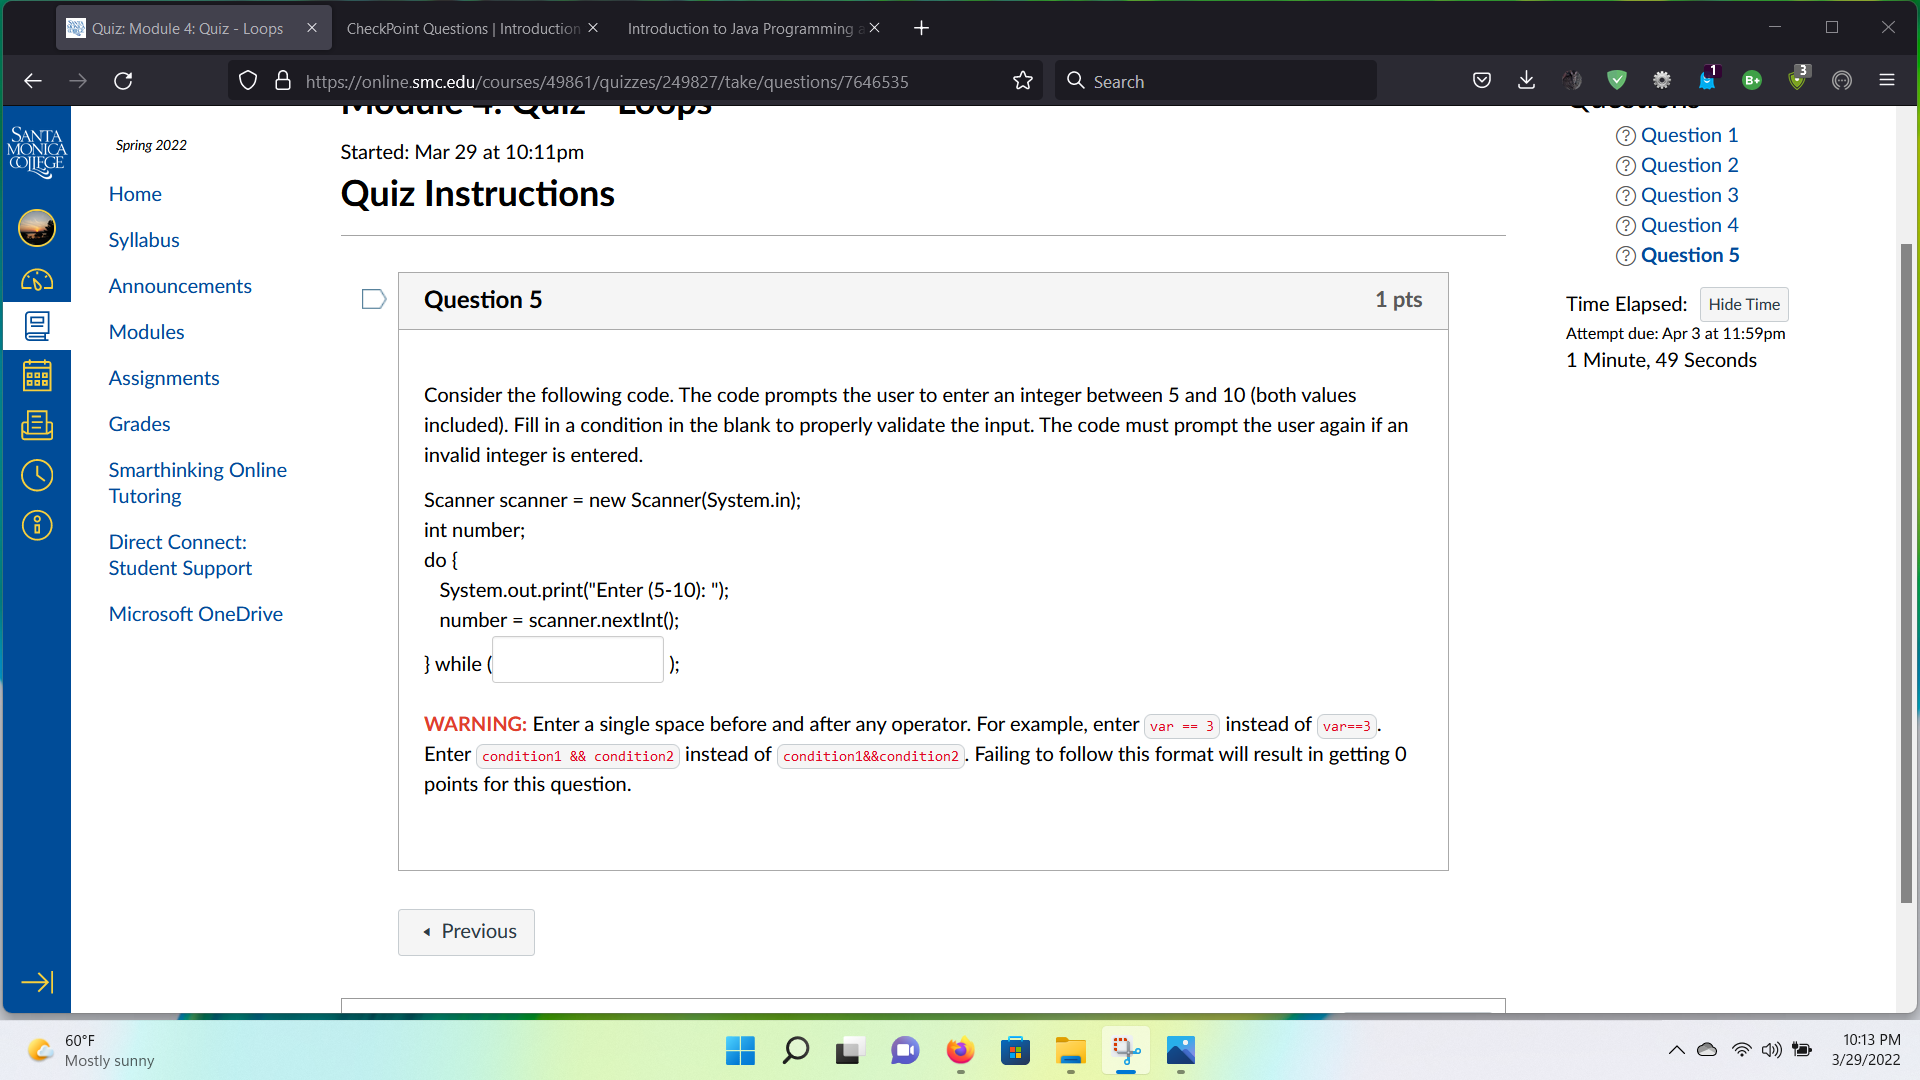 Quiz: Module 4: Quiz - Loops
CheckPoint Questions | Introduction
Introduction to Java Programming a
https://online.smc.edu/courses/49861/quizzes/249827/take/questions/7646535
Search
1
B+
3
SANTA
MONICA
COLLEGE
Spring 2022
Home
Syllabus
Announcements
Modules
Assignments
Grades
Smarthinking Online
Tutoring
Direct Connect:
Student Support
Microsoft OneDrive
Module 4: Quiz - Loops
Started: Mar 29 at 10:11pm
Quiz Instructions
Question 5
1 pts
Consider the following code. The code prompts the user to enter an integer between 5 and 10 (both values
included). Fill in a condition in the blank to properly validate the input. The code must prompt the user again if an
invalid integer is entered.
Scanner scanner = new Scanner(System.in);
int number;
do {
System.out.print("Enter (5-10): ");
number = scanner.nextInt();
} while ( );
WARNING: Enter a single space before and after any operator. For example, enter var == 3 instead of var==3.
Enter condition1 && condition2 instead of condition1&&condition2. Failing to follow this format will result in getting 0
points for this question.
Previous
Questions
Question 1
Question 2
Question 3
Question 4
Question 5
Time Elapsed:
Hide Time
Attempt due: Apr 3 at 11:59pm
1 Minute, 49 Seconds
60°F
Mostly sunny
10:13 PM
3/29/2022